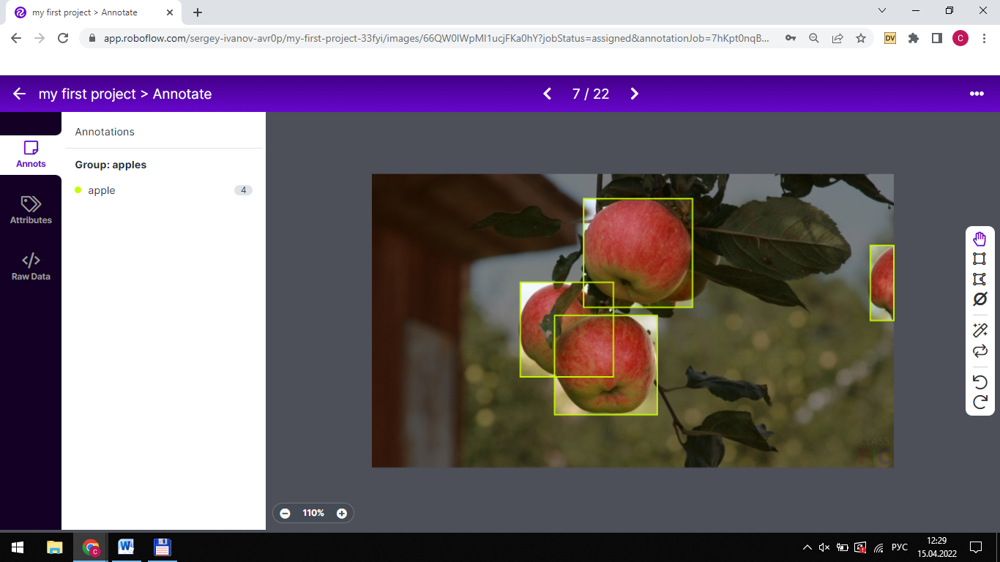 my first project > Annotate
app.roboflow.com/sergey-ivanov-avr0p/my-first-project-33fyi/images/66QW0IWpMl1ucjFKa0hY?jobStatus=assigned&annotationJob=7hKpt0nqB...
DV
C
my first project > Annotate
7 / 22
Annots
Attributes
Raw Data
Annotations
Group: apples
apple
4
CLASS
110%
C
РУС
12:29
15.04.2022